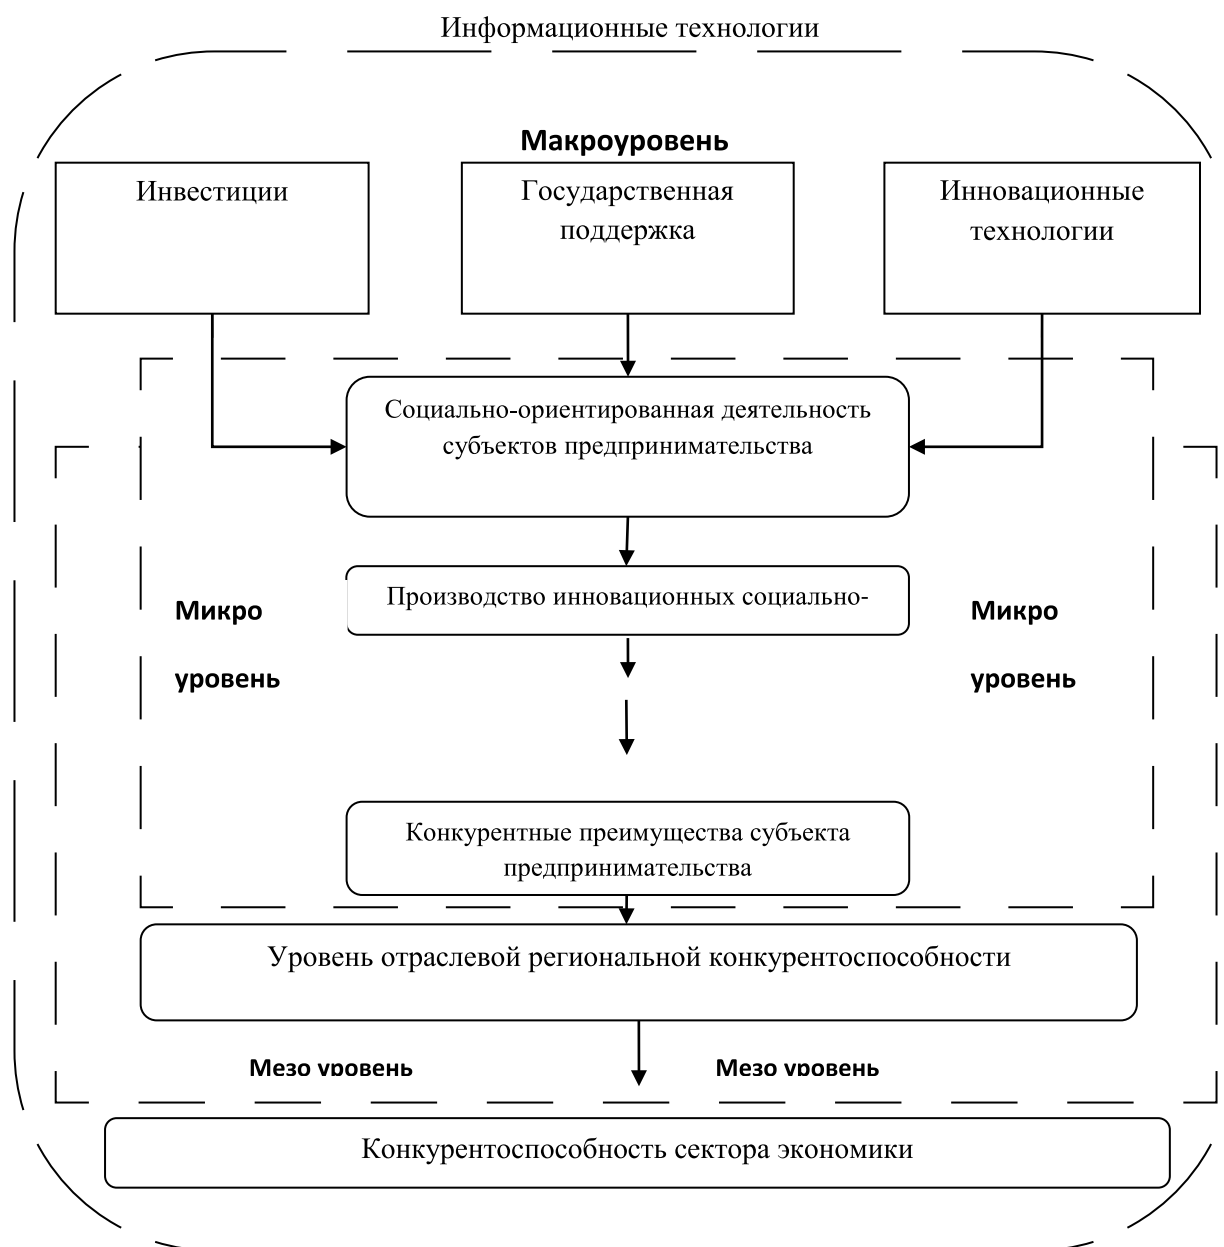 Информационные технологии
Макроуровень
Инвестиции
Государственная
поддержка
Инновационные
технологии
Социально-ориентированная деятельность
субъектов предпринимательства
Производство инновационных социально-
Микро
уровень
Микро
уровень
Конкурентные преимущества субъекта
предпринимательства
Уровень отраслевой региональной конкурентоспособности
Мезо уровень
Мезо уровень
Конкурентоспособность сектора экономики